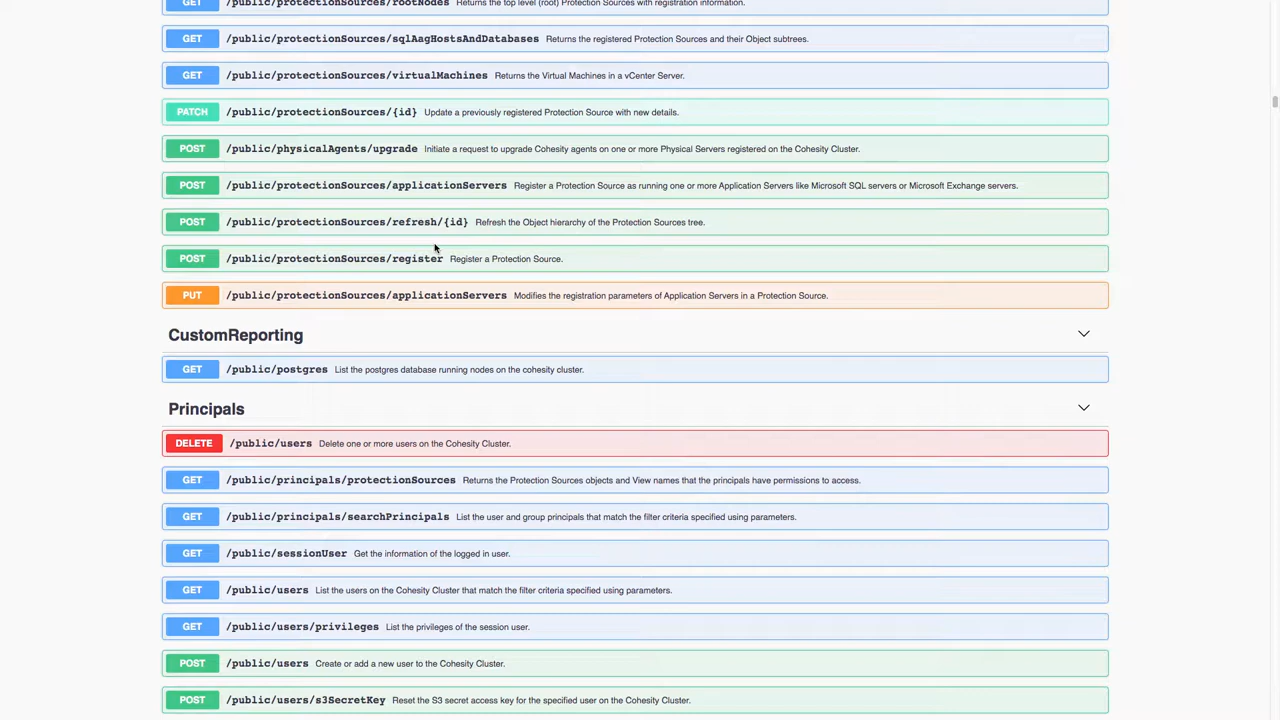 GET /public/protectionSources/rootNodes Returns the top level (root) Protection Sources with registration information.
GET /public/protectionSources/sqlAagHostsAndDatabases Returns the registered Protection Sources and their Object subtrees.
GET /public/protectionSources/virtualMachines Returns the Virtual Machines in a vCenter Server.
PATCH /public/protectionSources/{id} Update a previously registered Protection Source with new details.
POST /public/physicalAgents/upgrade Initiate a request to upgrade Cohesity agents on one or more Physical Servers registered on the Cohesity Cluster.
POST /public/protectionSources/applicationServers Register a Protection Source as running one or more Application Servers like Microsoft SQL servers or Microsoft Exchange servers.
POST /public/protectionSources/refresh/{id} Refresh the Object hierarchy of the Protection Sources tree.
POST /public/protectionSources/register Register a Protection Source.
PUT /public/protectionSources/applicationServers Modifies the registration parameters of Application Servers in a Protection Source.
CustomReporting
GET /public/postgres List the postgres database running nodes on the cohesity cluster.
Principals
DELETE /public/users Delete one or more users on the Cohesity Cluster.
GET /public/principals/protectionSources Returns the Protection Sources objects and View names that the principals have permissions to access.
GET /public/principals/searchPrincipals List the user and group principals that match the filter criteria specified using parameters.
GET /public/sessionUser Get the information of the logged in user.
GET /public/users List the users on the Cohesity Cluster that match the filter criteria specified using parameters.
GET /public/users/privileges List the privileges of the session user.
POST /public/users Create or add a new user to the Cohesity Cluster.
POST /public/users/s3SecretKey Reset the S3 secret access key for the specified user on the Cohesity Cluster.